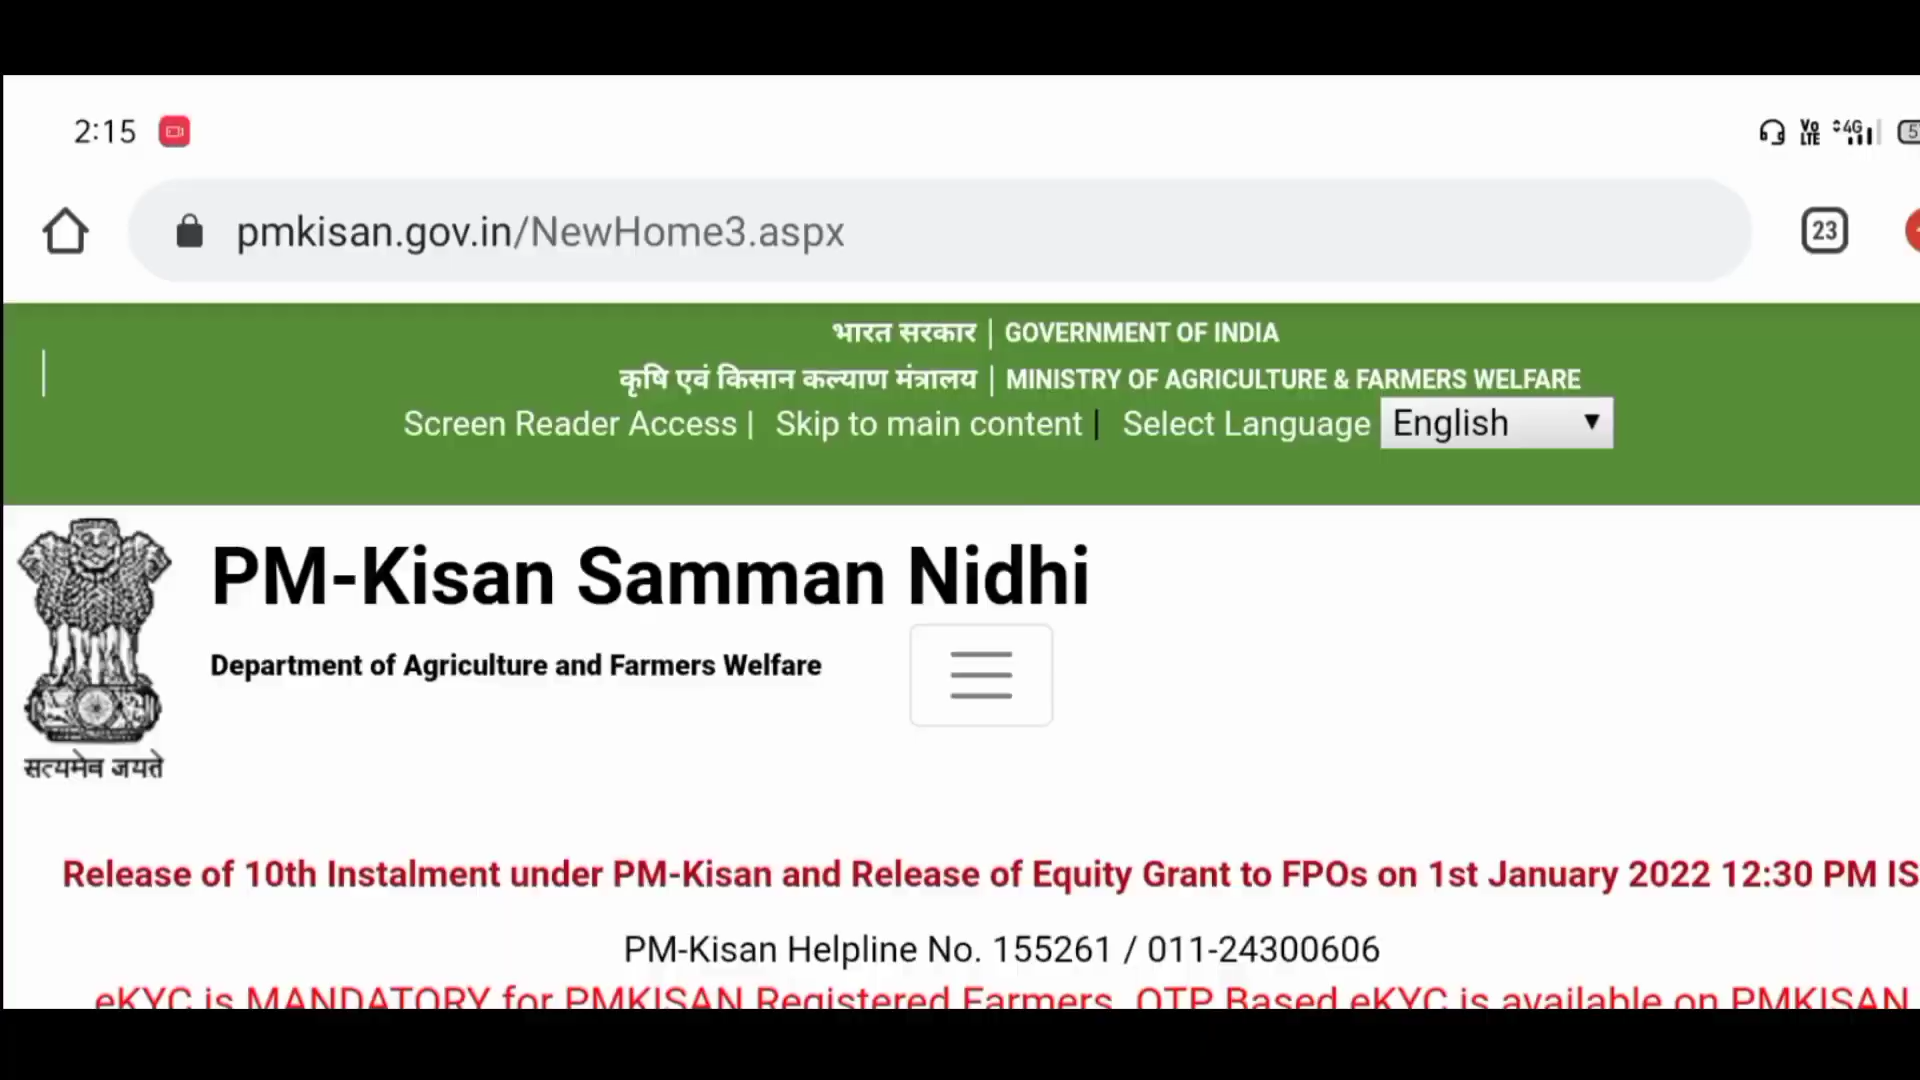 2:15 Vo LTE 4G
pmkisan.gov.in/NewHome3.aspx 23
भारत सरकार | GOVERNMENT OF INDIA
कृषि एवं किसान कल्याण मंत्रालय | MINISTRY OF AGRICULTURE & FARMERS WELFARE
Screen Reader Access | Skip to main content | Select Language English
PM-Kisan Samman Nidhi
Department of Agriculture and Farmers Welfare
सत्यमेव जयते
Release of 10th Instalment under PM-Kisan and Release of Equity Grant to FPOs on 1st January 2022 12:30 PM IS
PM-Kisan Helpline No. 155261 / 011-24300606
eKYC is MANDATORY for PMKISAN Registered Farmers. OTP Based eKYC is available on PMKISAN